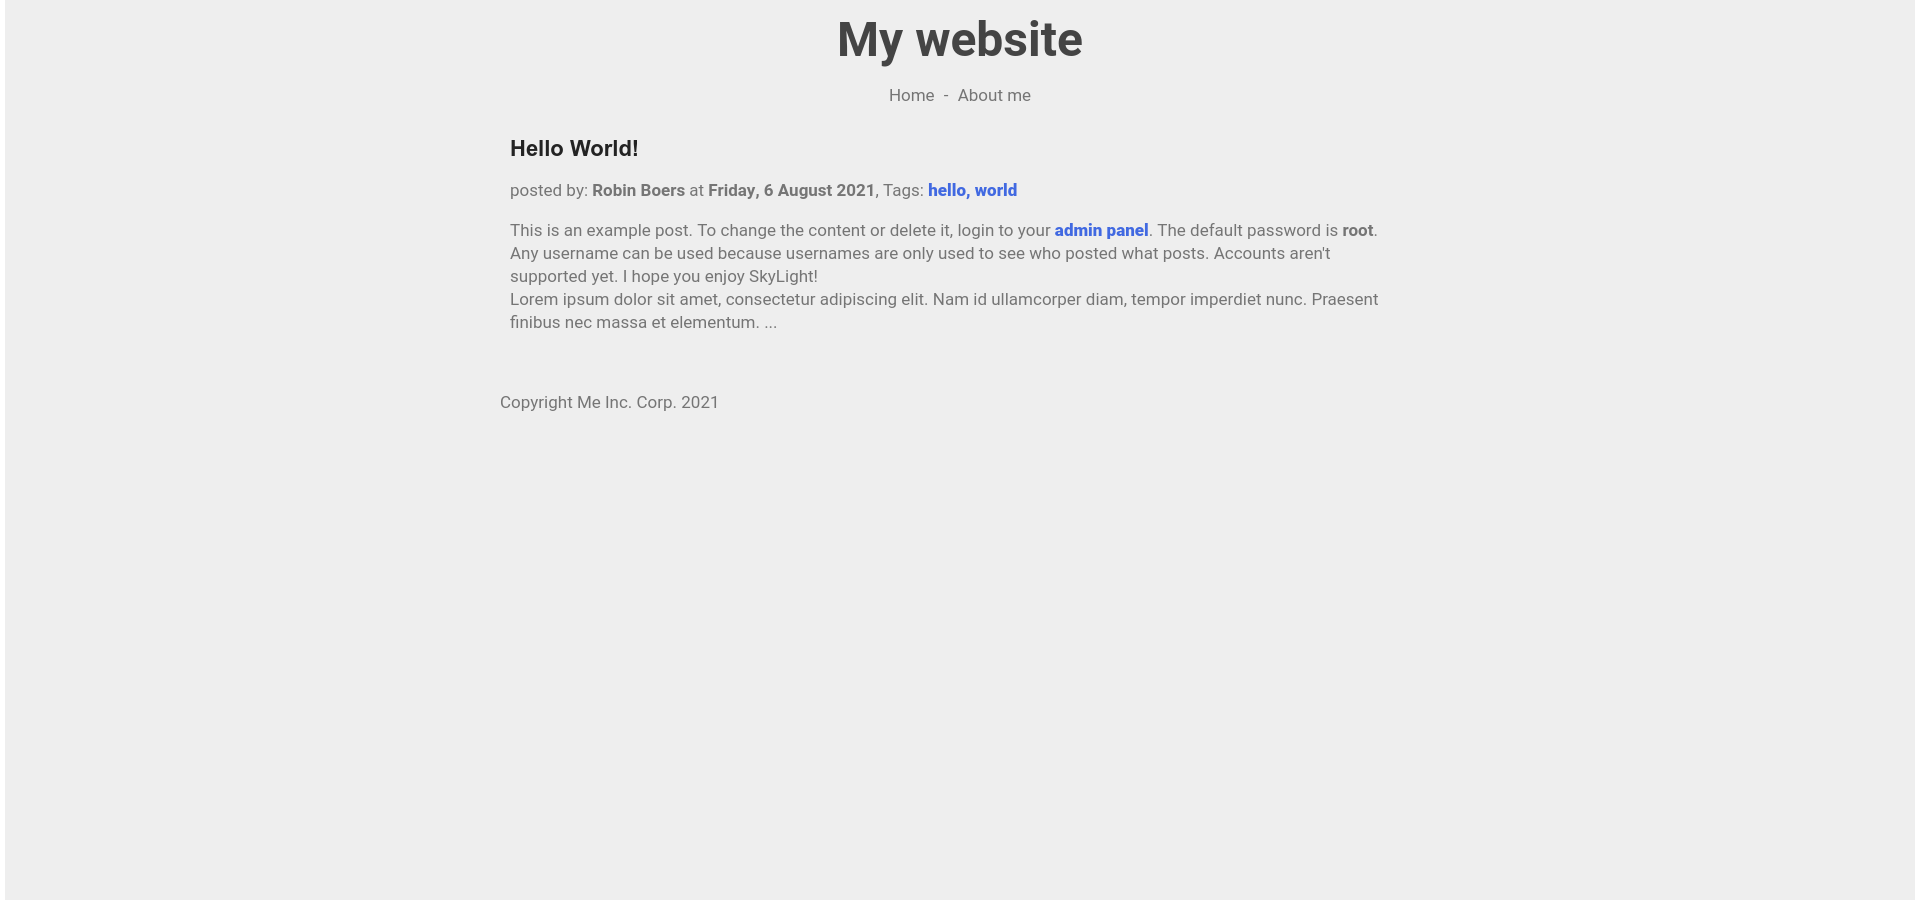 My website
Home - About me
Hello World!
posted by: Robin Boers at Friday, 6 August 2021, Tags: hello, world
This is an example post. To change the content or delete it, login to your admin panel. The default password is root.
Any username can be used because usernames are only used to see who posted what posts. Accounts aren't
supported yet. I hope you enjoy SkyLight!
Lorem ipsum dolor sit amet, consectetur adipiscing elit. Nam id ullamcorper diam, tempor imperdiet nunc. Praesent
finibus nec massa et elementum. ...
Copyright Me Inc. Corp. 2021